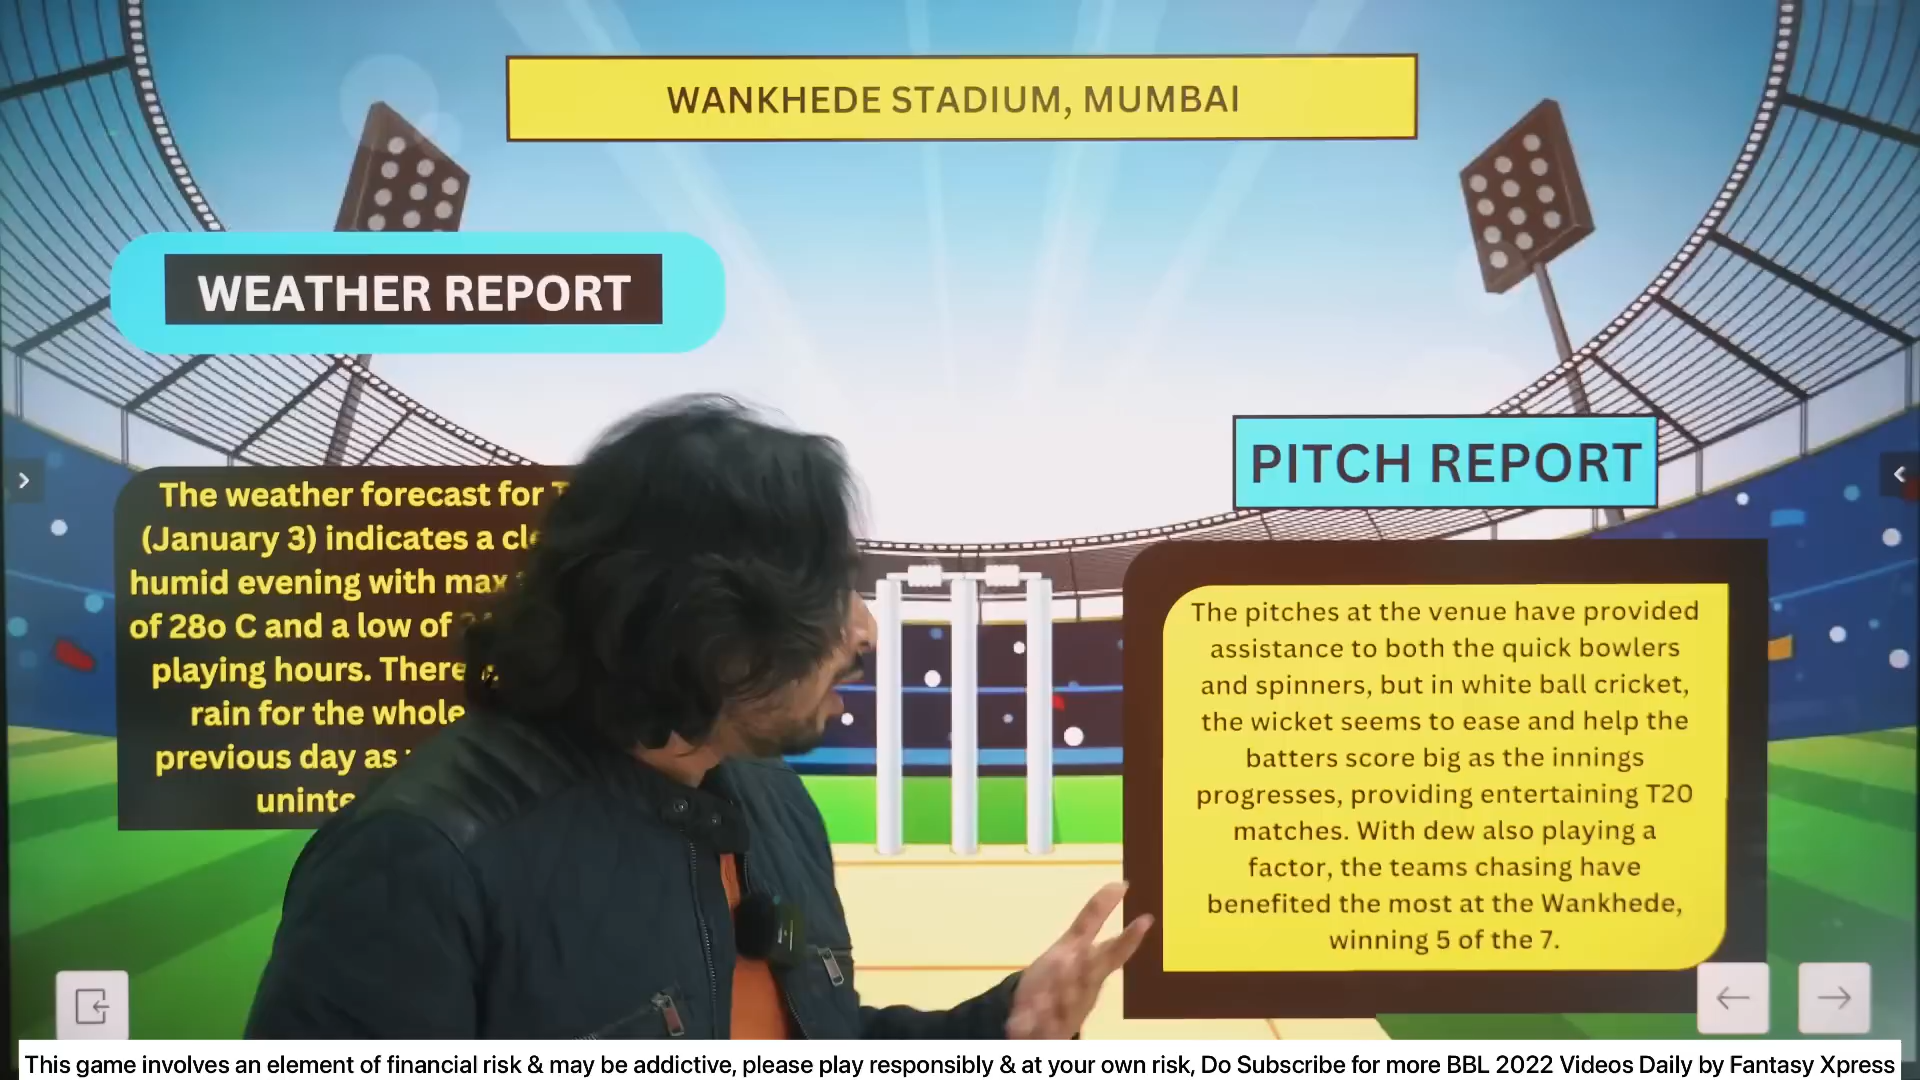 WANKHEDE STADIUM, MUMBAI
WEATHER REPORT
The weather forecast for
(January 3) indicates a
humid evening with max
of 28o C and a low of
playing hours. There
rain for the whole
previous day as
PITCH REPORT
The pitches at the venue have provided
assistance to both the quick bowlers
and spinners, but in white ball cricket,
the wicket seems to ease and help the
batters score big as the innings
progresses, providing entertaining T20
matches. With dew also playing a
factor, the teams chasing have
benefited the most at the Wankhede,
winning 5 of the 7.
This game involves an element of financial risk & may be addictive, please play responsibly & at your own risk, Do Subscribe for more BBL 2022 Videos Daily by Fantasy Xpress